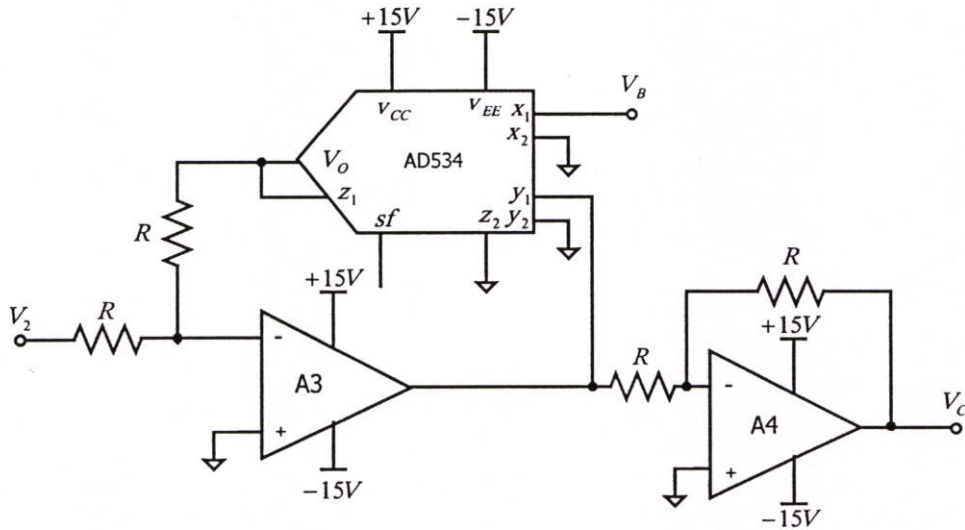 +15V
−15V
v_CC
v_EE
x_1
V_B
x_2
V_O
AD534
z_1
y_1
sf
z_2
y_2
R
+15V
R
V_2
R
-
+15V
R
-
A3
V_C
A4
+
+
−15V
−15V